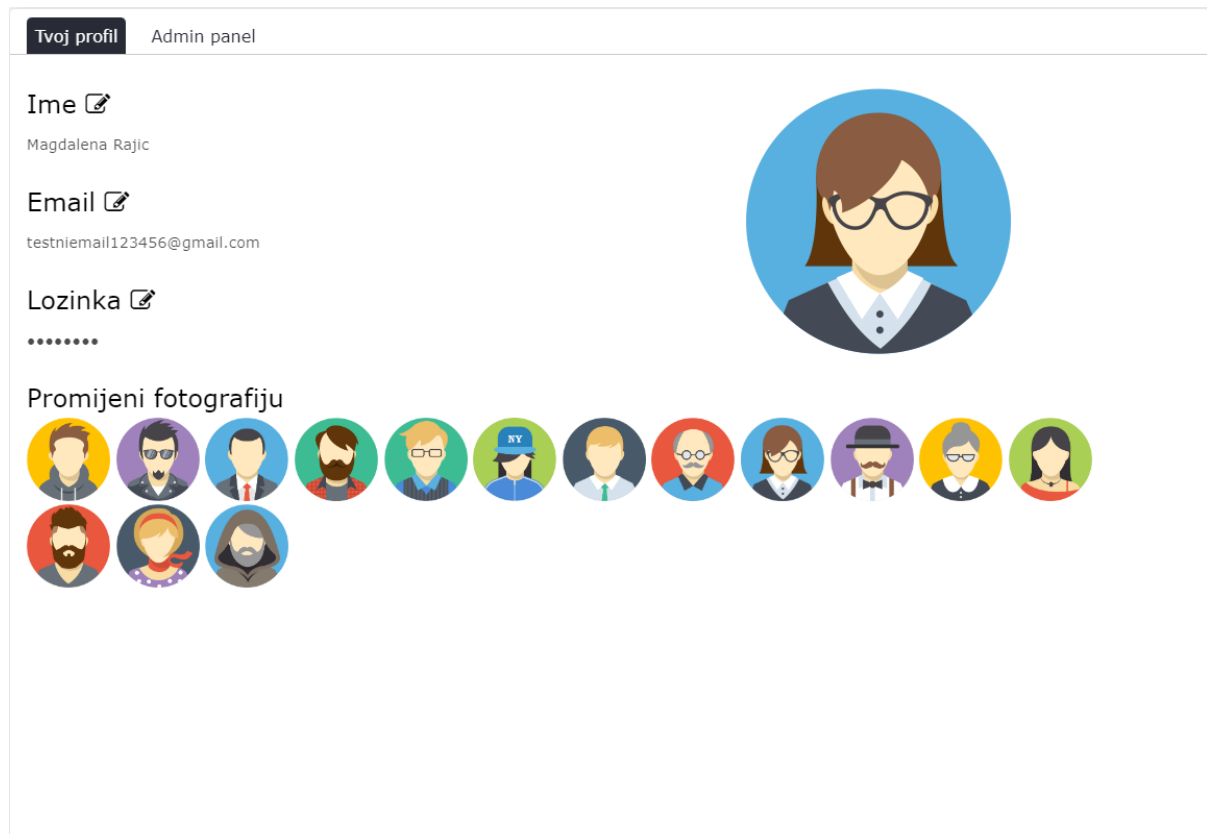 Tvoj profil Admin panel
Ime
Magdalena Rajic
Email
testniemail123456@gmail.com
Lozinka
••••••••
Promijeni fotografiju
NY